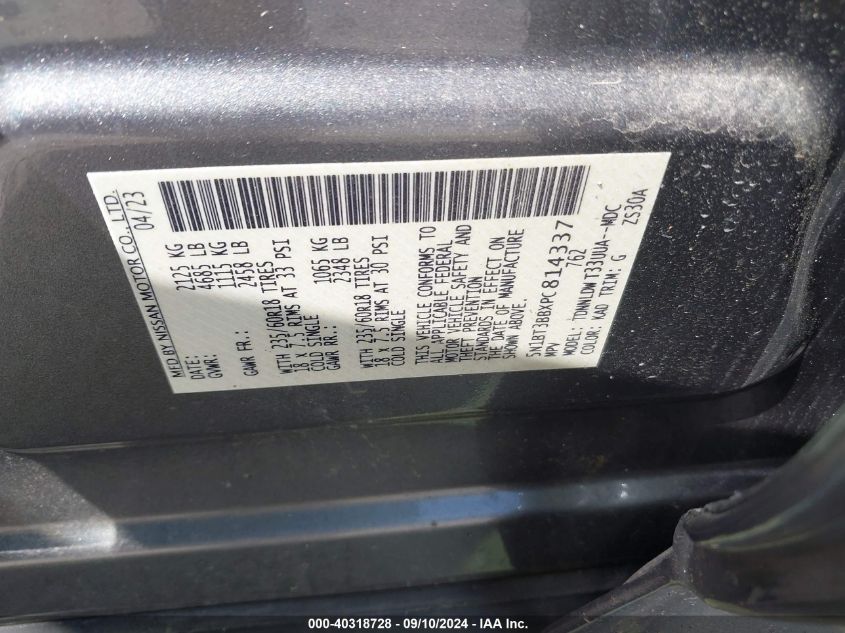 MFD.BY NISSAN MOTOR CO.,LTD.
DATE: 04/23
GVWR: 2125 KG
4685 LB
GAWR FR.: 1115 KG
2458 LB
WITH 235/60R18 TIRES
18 x 7.5 RIMS AT 33 PSI
COLD SINGLE
GAWR RR.: 1065 KG
2348 LB
WITH 235/60R18 TIRES
18 x 7.5 RIMS AT 30 PSI
COLD SINGLE
THIS VEHICLE CONFORMS TO
ALL APPLICABLE FEDERAL
MOTOR VEHICLE SAFETY AND
THEFT PREVENTION
STANDARDS IN EFFECT ON
THE DATE OF MANUFACTURE
SHOWN ABOVE.
5N1BT3BBXPC814337
MPV 762
MODEL: TDWNLDW T33UUA--MDC
COLOR: KAD TRIM: G ZS30A
000-40318728 - 09/10/2024 - IAA Inc.